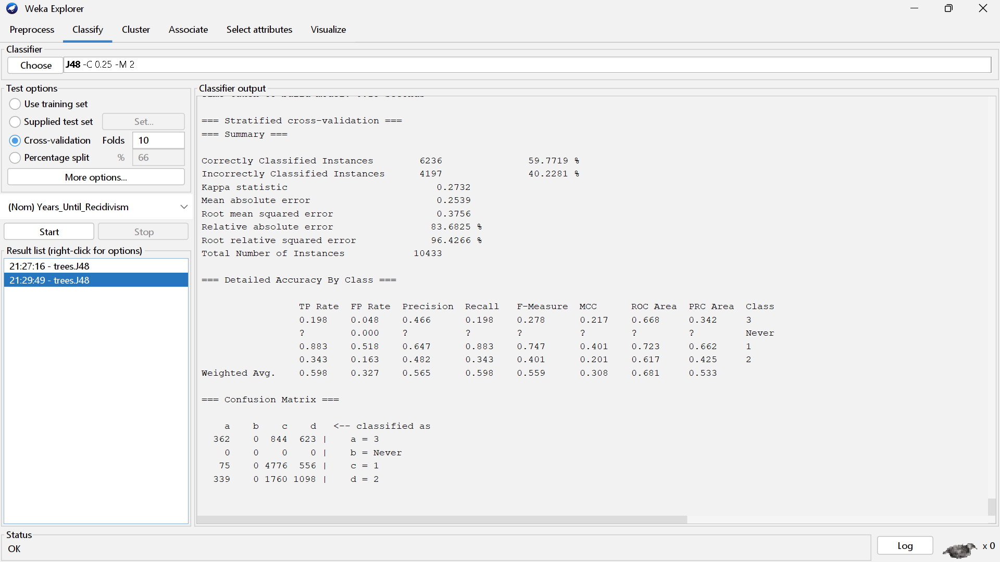 Weka Explorer
Preprocess Classify Cluster Associate Select attributes Visualize
Classifier
Choose J48 -C 0.25 -M 2
Test options
Use training set
Supplied test set Set...
Cross-validation Folds 10
Percentage split % 66
More options...
(Nom) Years_Until_Recidivism
Start Stop
Result list (right-click for options)
21:27:16 - trees.J48
21:29:49 - trees.J48
Classifier output
=== Stratified cross-validation ===
=== Summary ===
Correctly Classified Instances 6236 59.7719 %
Incorrectly Classified Instances 4197 40.2281 %
Kappa statistic 0.2732
Mean absolute error 0.2539
Root mean squared error 0.3756
Relative absolute error 83.6825 %
Root relative squared error 96.4266 %
Total Number of Instances 10433
=== Detailed Accuracy By Class ===
TP Rate FP Rate Precision Recall F-Measure MCC ROC Area PRC Area Class
0.198 0.048 0.466 0.198 0.278 0.217 0.668 0.342 3
? 0.000 ? ? ? ? ? ? Never
0.883 0.518 0.647 0.883 0.747 0.401 0.723 0.662 1
0.343 0.163 0.482 0.343 0.401 0.201 0.617 0.425 2
Weighted Avg. 0.598 0.327 0.565 0.598 0.559 0.308 0.681 0.533
=== Confusion Matrix ===
a b c d <-- classified as
362 0 844 623 | a = 3
0 0 0 0 | b = Never
75 0 4776 556 | c = 1
339 0 1760 1098 | d = 2
Status
OK
Log
x 0